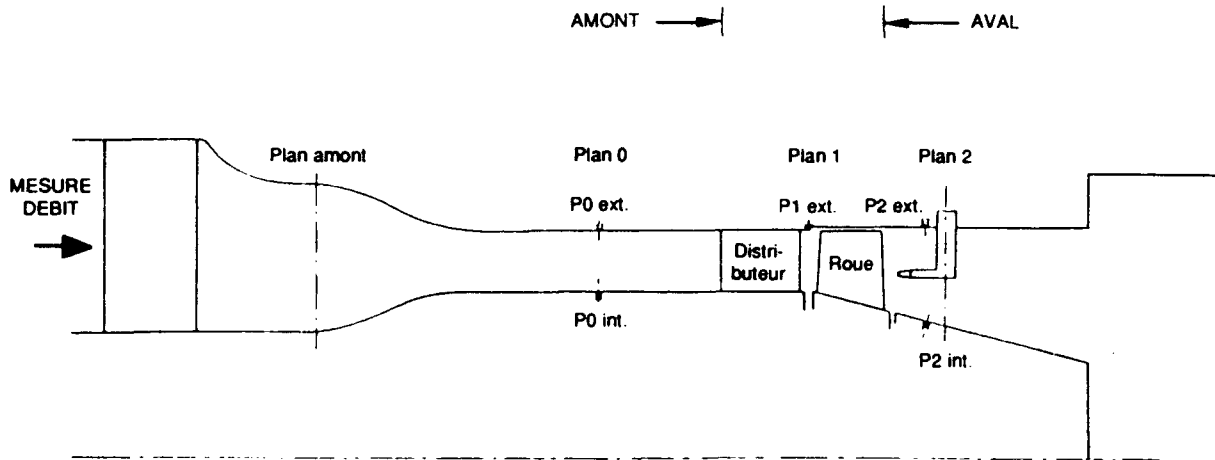 AMONT
AVAL
Plan amont
Plan 0
Plan 1
Plan 2
MESURE
DEBIT
P0 ext.
P1 ext.
P2 ext.
Distri-
buteur
Roue
P0 int.
P2 int.